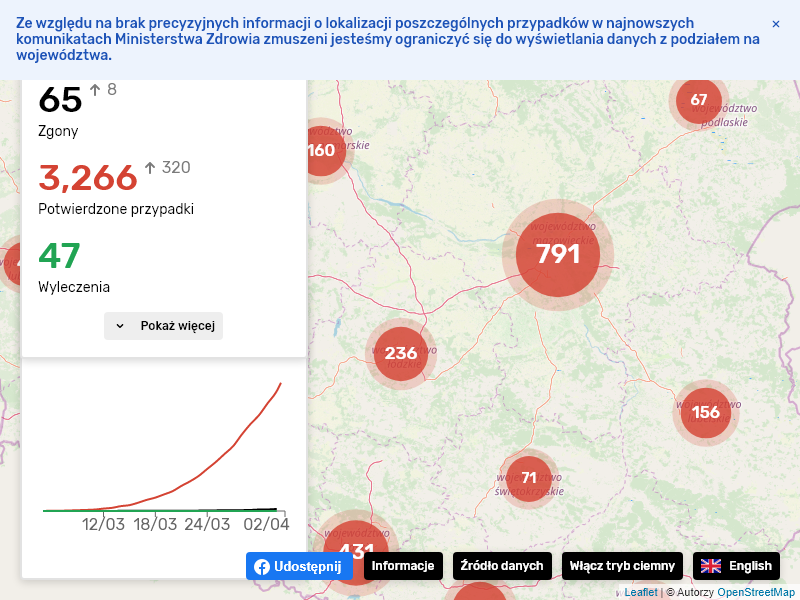 Ze względu na brak precyzyjnych informacji o lokalizacji poszczególnych przypadków w najnowszych
komunikatach Ministerstwa Zdrowia zmuszeni jesteśmy ograniczyć się do wyświetlania danych z podziałem na
województwa.
×
65 ↑ 8
Zgony
3,266 ↑ 320
Potwierdzone przypadki
47
Wyleczenia
Pokaż więcej
12/03 18/03 24/03 02/04
67
województwo
podlaskie
160
791
województwo
236
województwo
łódzkie
156
województwo
71
województwo
świętokrzyskie
województwo
431
Udostępnij
Informacje
Źródło danych
Włącz tryb ciemny
English
Leaflet | © Autorzy OpenStreetMap